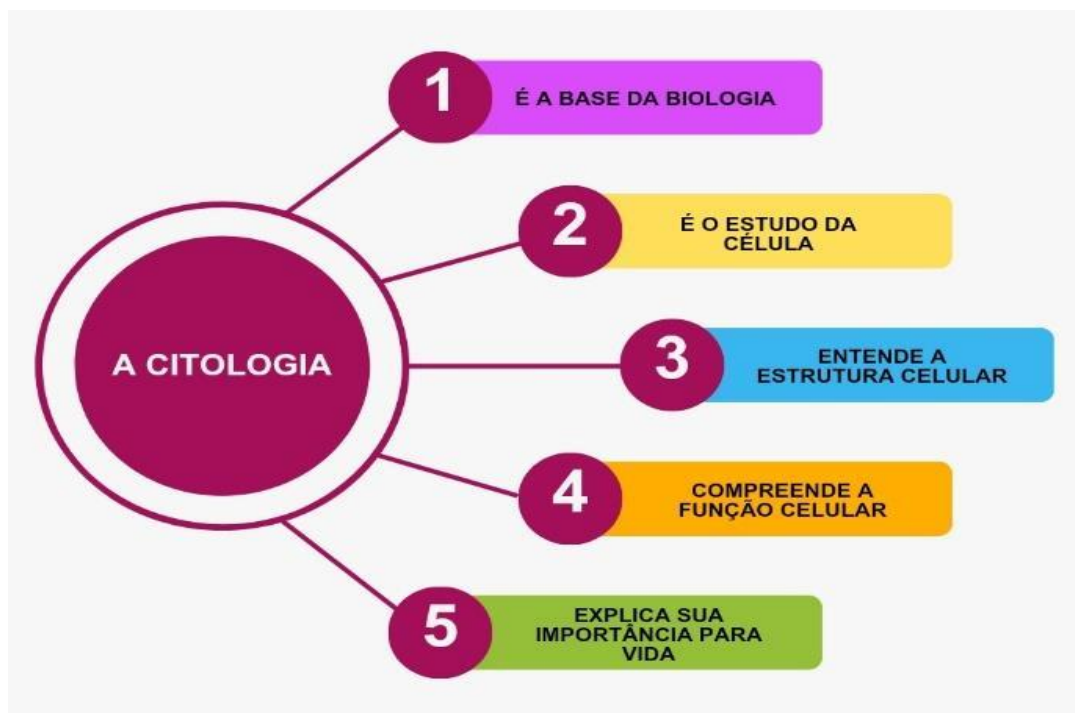 1
É A BASE DA BIOLOGIA
2
É O ESTUDO DA
CÉLULA
A CITOLOGIA
3
ENTENDE A
ESTRUTURA CELULAR
4
COMPREENDE A
FUNÇÃO CELULAR
5
EXPLICA SUA
IMPORTÂNCIA PARA
VIDA